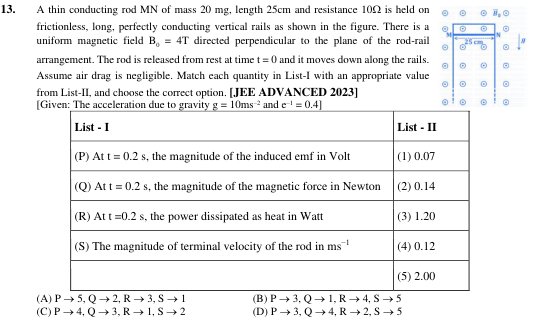 13. A thin conducting rod MN of mass 20 mg, length 25cm and resistance 10Ω is held on
frictionless, long, perfectly conducting vertical rails as shown in the figure. There is a
uniform magnetic field B₀ = 4T directed perpendicular to the plane of the rod-rail
arrangement. The rod is released from rest at time t = 0 and it moves down along the rails.
Assume air drag is negligible. Match each quantity in List-I with an appropriate value
from List-II, and choose the correct option. [JEE ADVANCED 2023]
[Given: The acceleration due to gravity g = 10ms⁻² and e⁻¹ = 0.4]
B₀
M N
25 cm
g
List - I List - II
(P) At t = 0.2 s, the magnitude of the induced emf in Volt (1) 0.07
(Q) At t = 0.2 s, the magnitude of the magnetic force in Newton (2) 0.14
(R) At t =0.2 s, the power dissipated as heat in Watt (3) 1.20
(S) The magnitude of terminal velocity of the rod in ms⁻¹ (4) 0.12
(5) 2.00
(A) P → 5, Q → 2, R → 3, S → 1 (B) P → 3, Q → 1, R → 4, S → 5
(C) P → 4, Q → 3, R → 1, S → 2 (D) P → 3, Q → 4, R → 2, S → 5